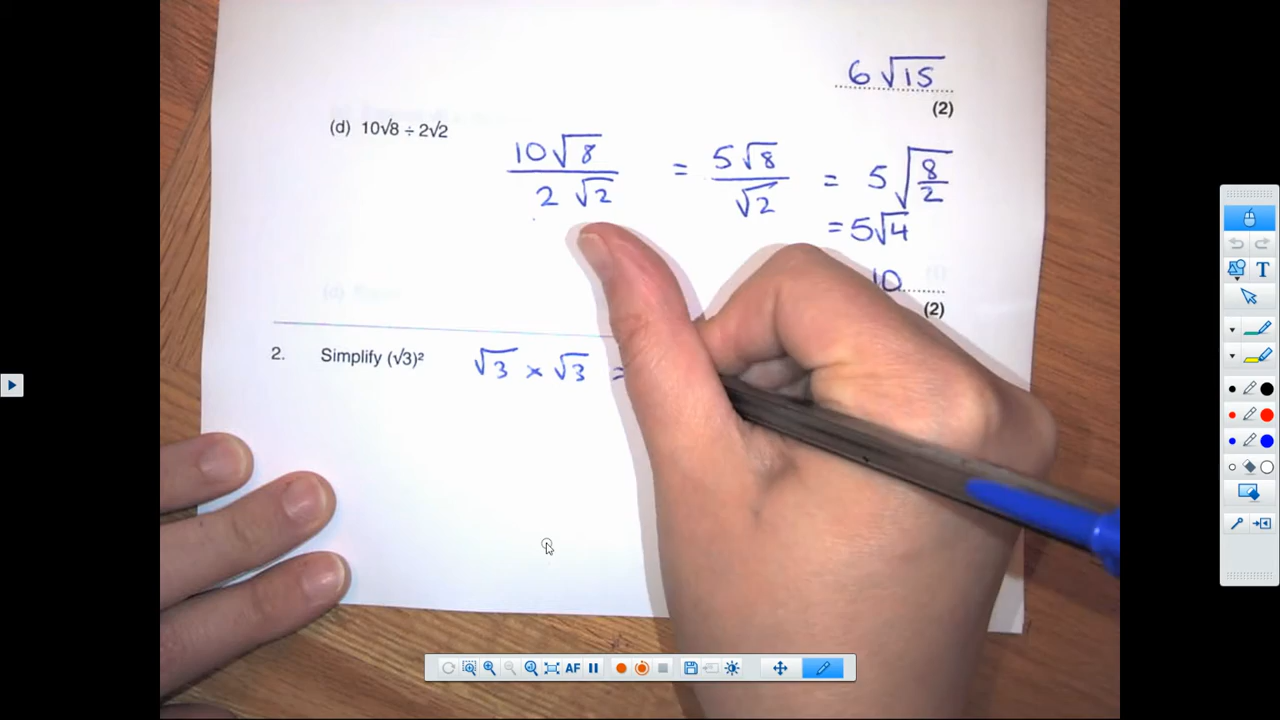 6√15
(2)
(d) 10√8 ÷ 2√2
10√8 / 2√2 = 5√8 / √2 = 5√(8/2)
= 5√4
10
(2)
2. Simplify (√3)² √3 × √3 =
T
AF